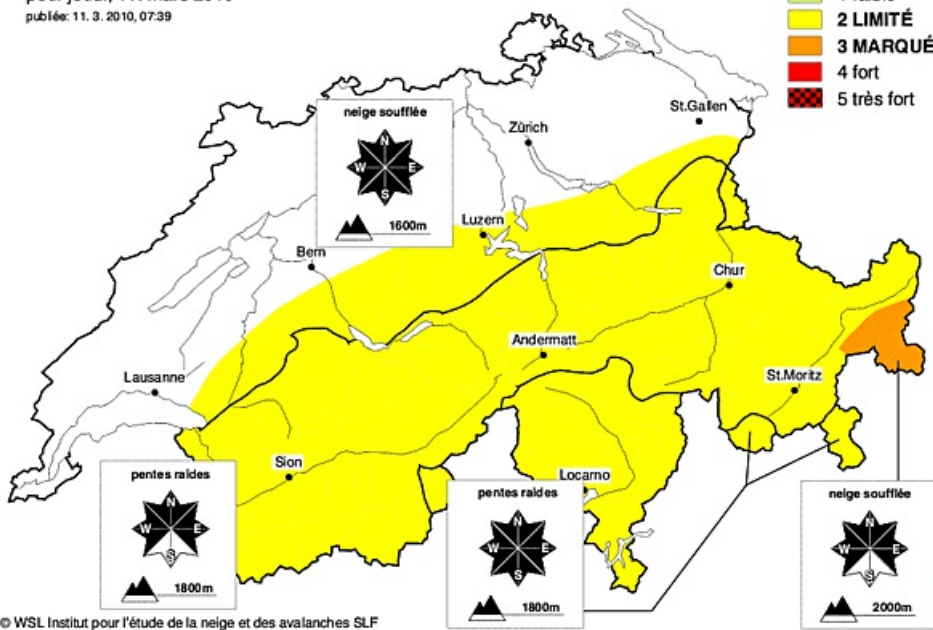 publiée: 11. 3. 2010, 07:39
2 LIMITÉ
3 MARQUÉ
4 fort
5 très fort
St.Gallen
neige soufflée
Zürich
N
W E
S
1600m
Luzern
Bern
Chur
Andermatt
Lausanne
St.Moritz
Sion
Locarno
pentes raides
N
W E
S
1800m
pentes raides
N
W E
S
1800m
neige soufflée
N
W E
S
2000m
© WSL Institut pour l'étude de la neige et des avalanches SLF